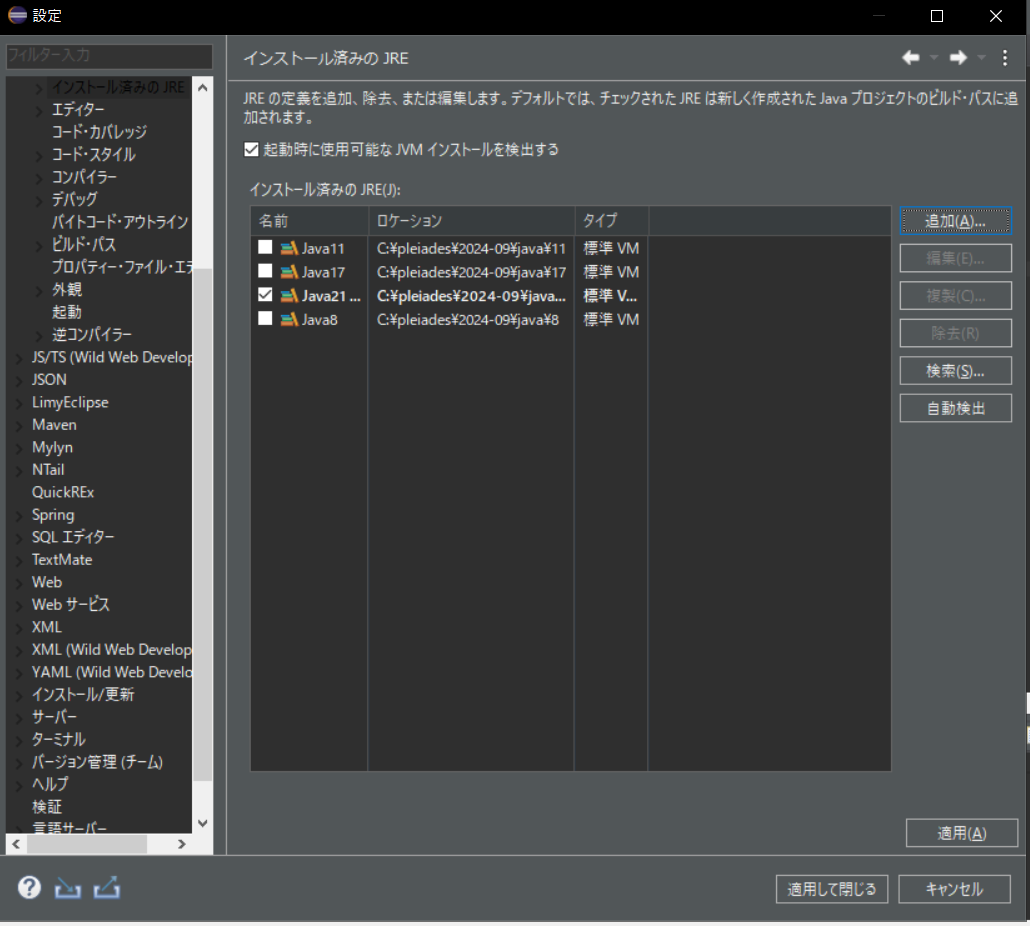 設定
フィルター入力
インストール済みの JRE
エディター
コード・カバレッジ
コード・スタイル
コンパイラー
デバッグ
バイトコード・アウトライン
ビルド・パス
プロパティー・ファイル・エデ
外観
起動
逆コンパイラー
JS/TS (Wild Web Develop
JSON
LimyEclipse
Maven
Mylyn
NTail
QuickREx
Spring
SQL エディター
TextMate
Web
Web サービス
XML
XML (Wild Web Develop
YAML (Wild Web Develo
インストール/更新
サーバー
ターミナル
バージョン管理 (チーム)
ヘルプ
検証
言語サーバー
インストール済みの JRE
JRE の定義を追加、除去、または編集します。デフォルトでは、チェックされた JRE は新しく作成された Java プロジェクトのビルド・パスに追
加されます。
起動時に使用可能な JVM インストールを検出する
インストール済みの JRE(J):
名前 ロケーション タイプ
Java11 C:¥pleiades¥2024-09¥java¥11 標準 VM
Java17 C:¥pleiades¥2024-09¥java¥17 標準 VM
Java21 ... C:¥pleiades¥2024-09¥java... 標準 V...
Java8 C:¥pleiades¥2024-09¥java¥8 標準 VM
追加(A)...
編集(E)...
複製(C)...
除去(R)
検索(S)...
自動検出
適用(A)
適用して閉じる キャンセル